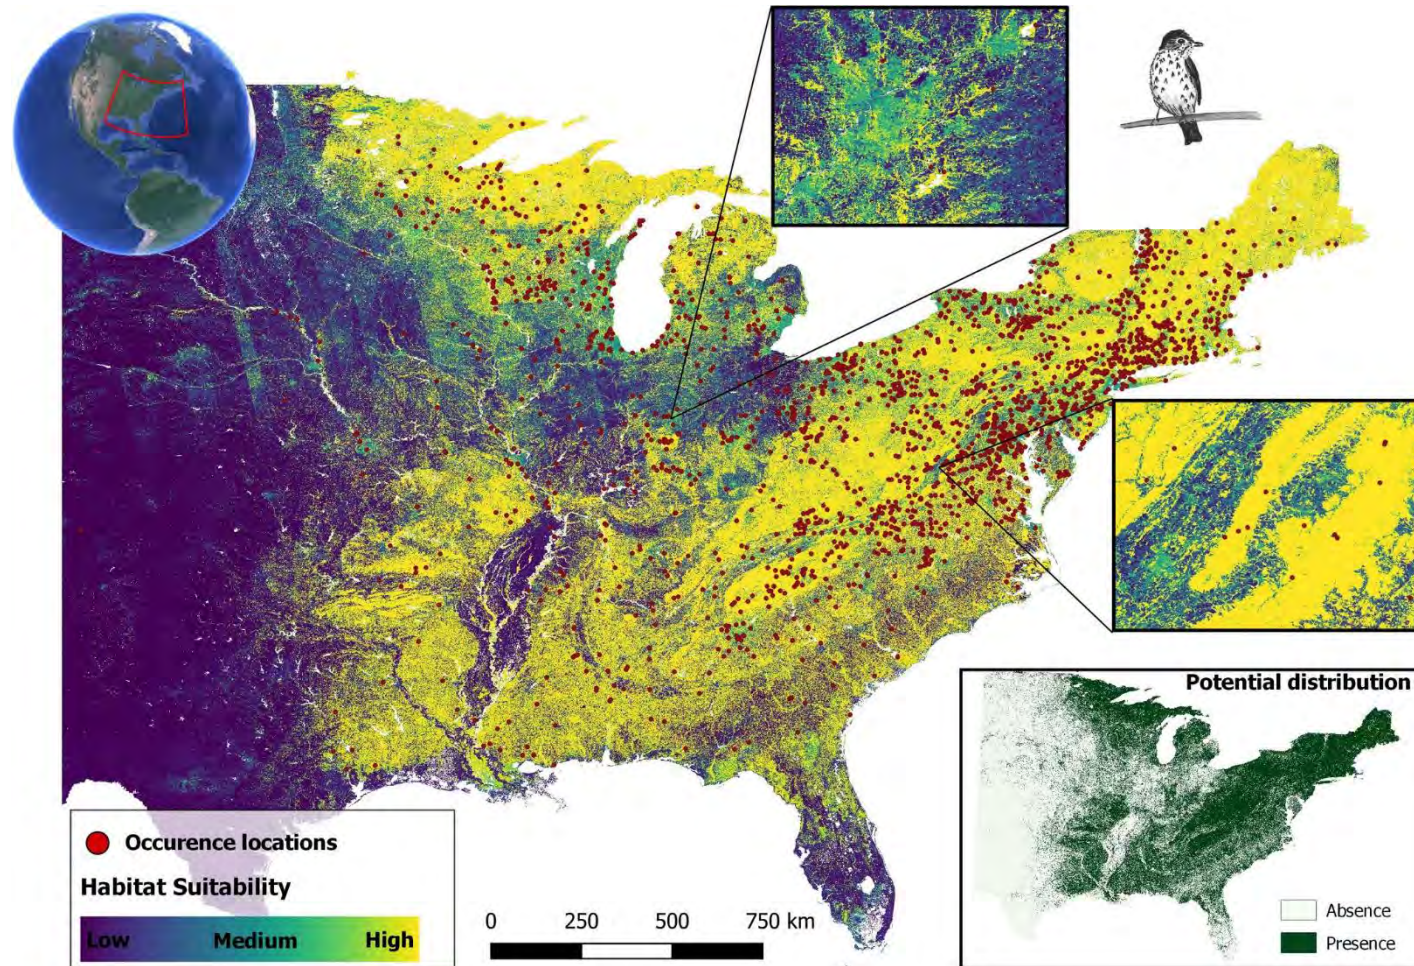 Potential distribution
Absence
Presence
Occurence locations
Habitat Suitability
Low Medium High
0 250 500 750 km